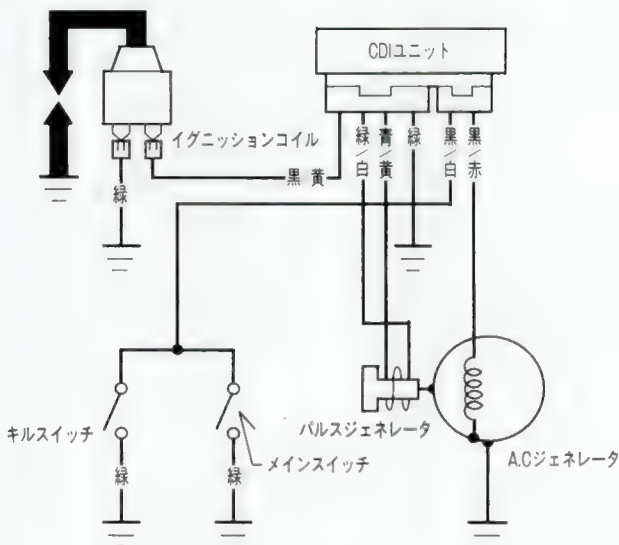 CDIユニット
イグニッションコイル
緑/白
青/黄
緑
黒/白
黒/赤
黒 黄
緑
キルスイッチ
メインスイッチ
パルスジェネレータ
A.Cジェネレータ
緑
緑